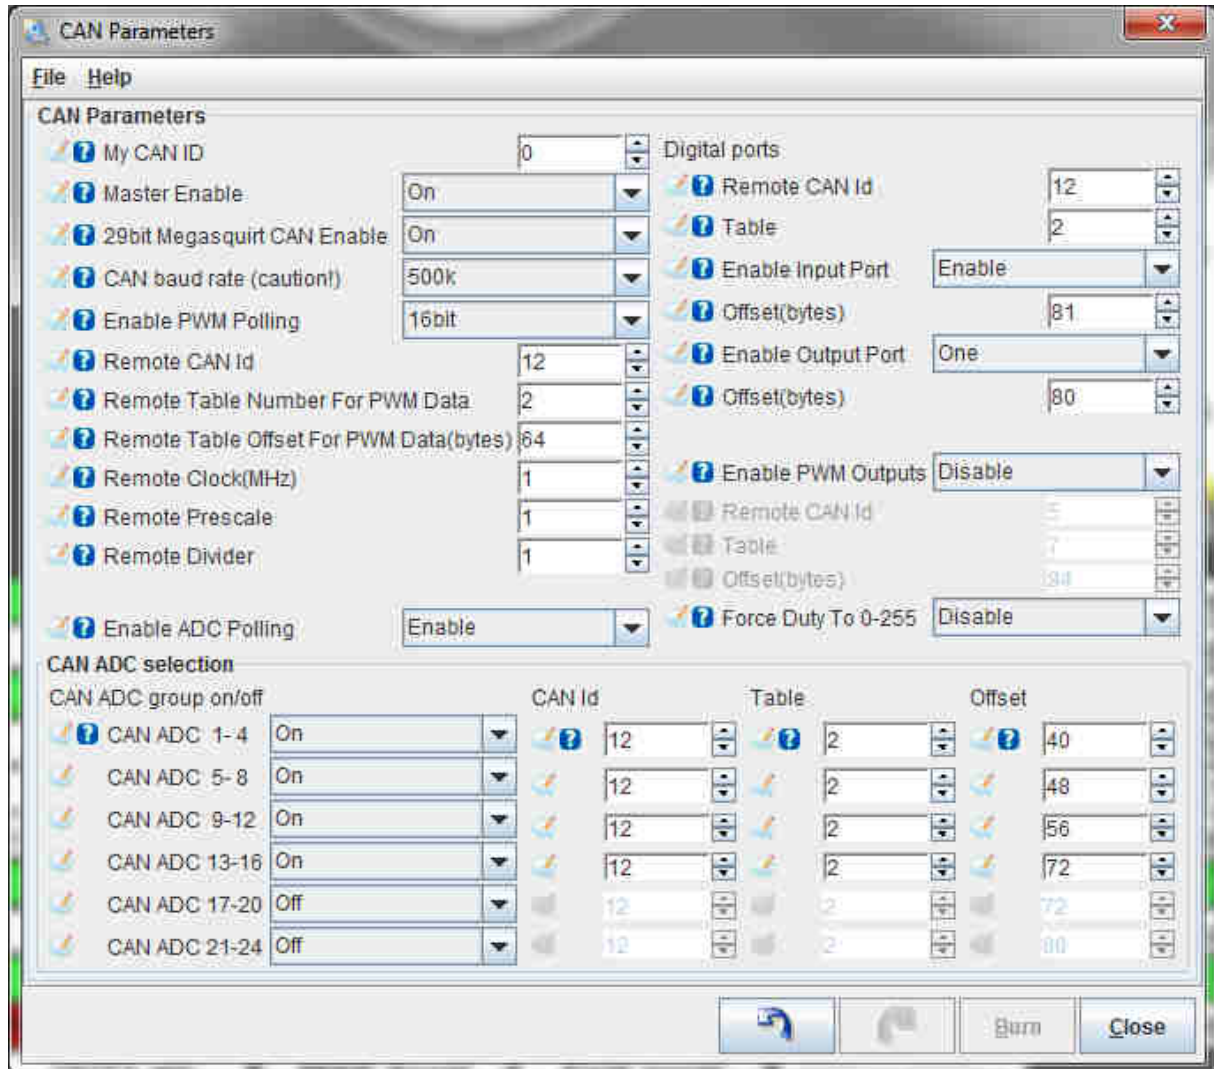 CAN Parameters
File Help
CAN Parameters
My CAN ID 0
Master Enable On
29bit Megasquirt CAN Enable On
CAN baud rate (caution!) 500k
Enable PWM Polling 16bit
Remote CAN Id 12
Remote Table Number For PWM Data 2
Remote Table Offset For PWM Data(bytes) 64
Remote Clock(MHz) 1
Remote Prescale 1
Remote Divider 1
Enable ADC Polling Enable
Digital ports
Remote CAN Id 12
Table 2
Enable Input Port Enable
Offset(bytes) 81
Enable Output Port One
Offset(bytes) 80
Enable PWM Outputs Disable
Remote CAN Id 5
Table 7
Offset(bytes)
Force Duty To 0-255 Disable
CAN ADC selection
CAN ADC group on/off CAN Id Table Offset
CAN ADC 1- 4 On 12 2 40
CAN ADC 5- 8 On 12 2 48
CAN ADC 9-12 On 12 2 56
CAN ADC 13-16 On 12 2 72
CAN ADC 17-20 Off 12 2 72
CAN ADC 21-24 Off 12 2
Burn Close